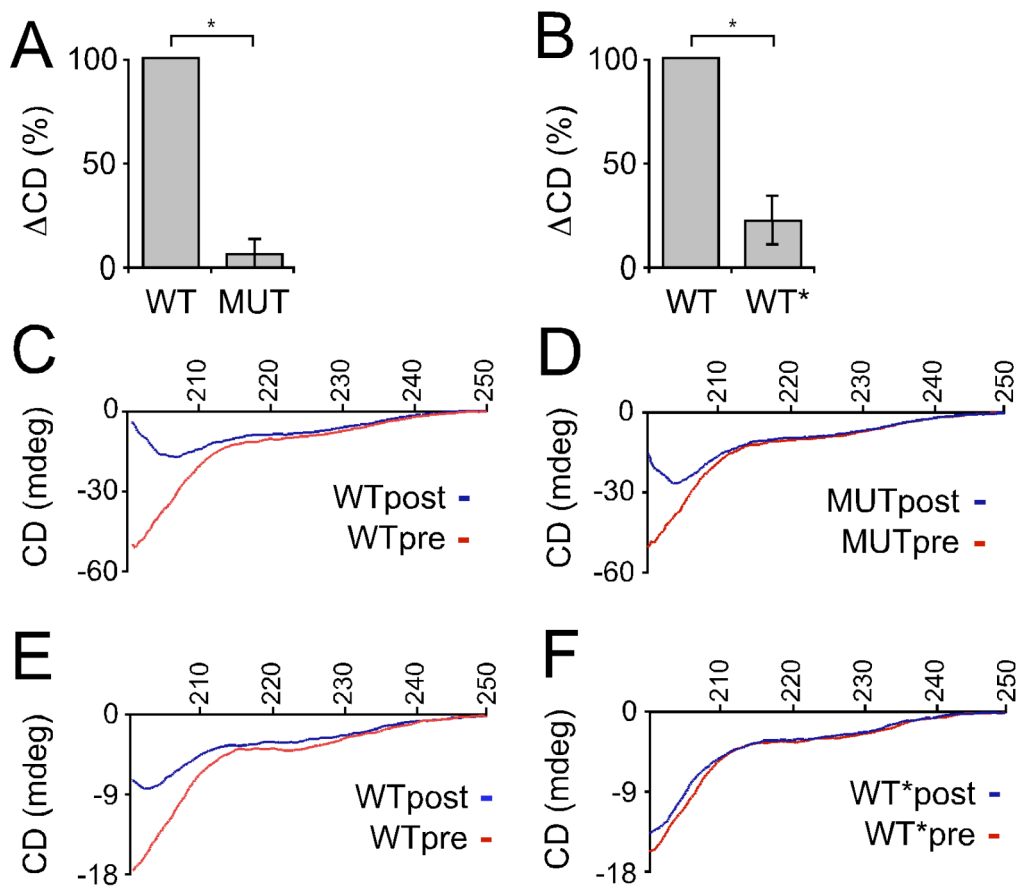 A
*
100
50
0
ΔCD (%)
WT MUT
B
*
100
50
0
ΔCD (%)
WT WT*
C
210 220 230 240 250
0
-30
-60
CD (mdeg)
WTpost
WTpre
D
210 220 230 240 250
0
-30
-60
CD (mdeg)
MUTpost
MUTpre
E
210 220 230 240 250
0
-9
-18
CD (mdeg)
WTpost
WTpre
F
210 220 230 240 250
0
-9
-18
CD (mdeg)
WT*post
WT*pre